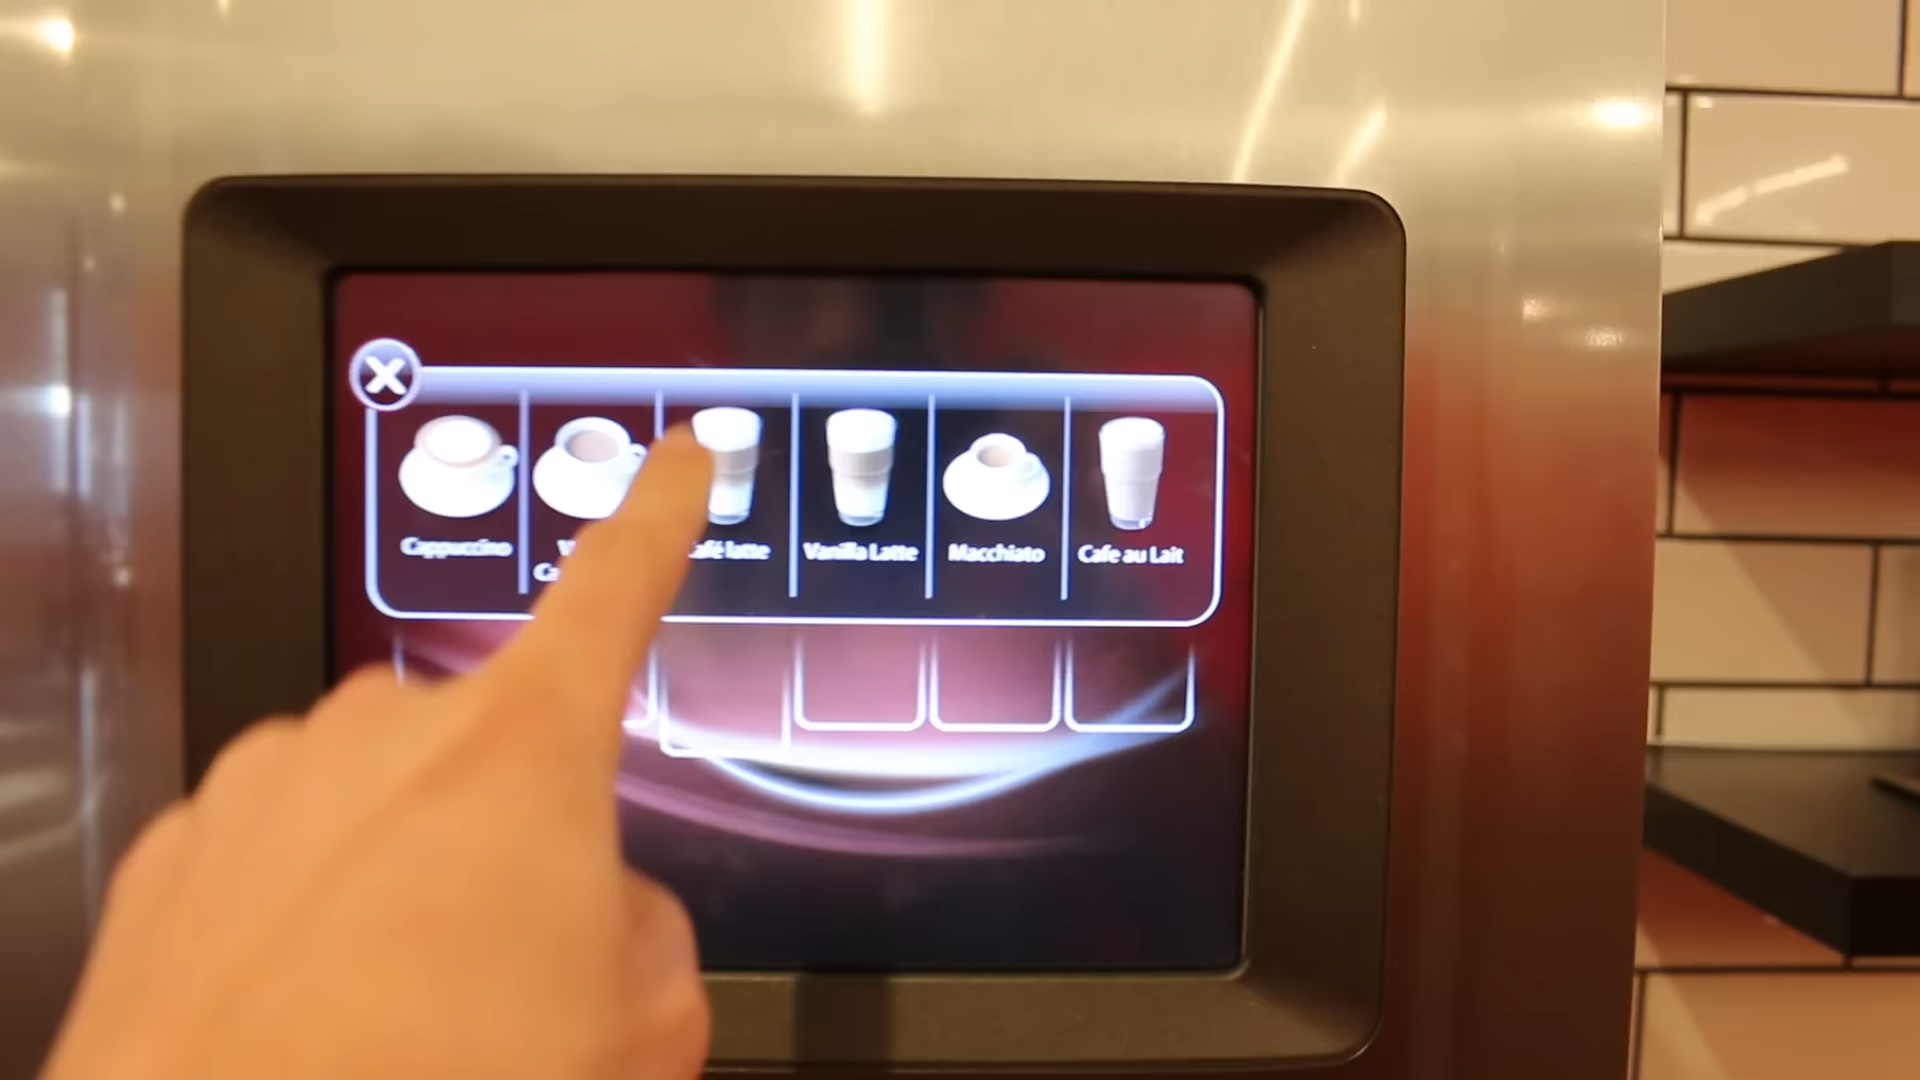 Cappuccino
Café latte
Vanilla Latte
Macchiato
Cafe au Lait